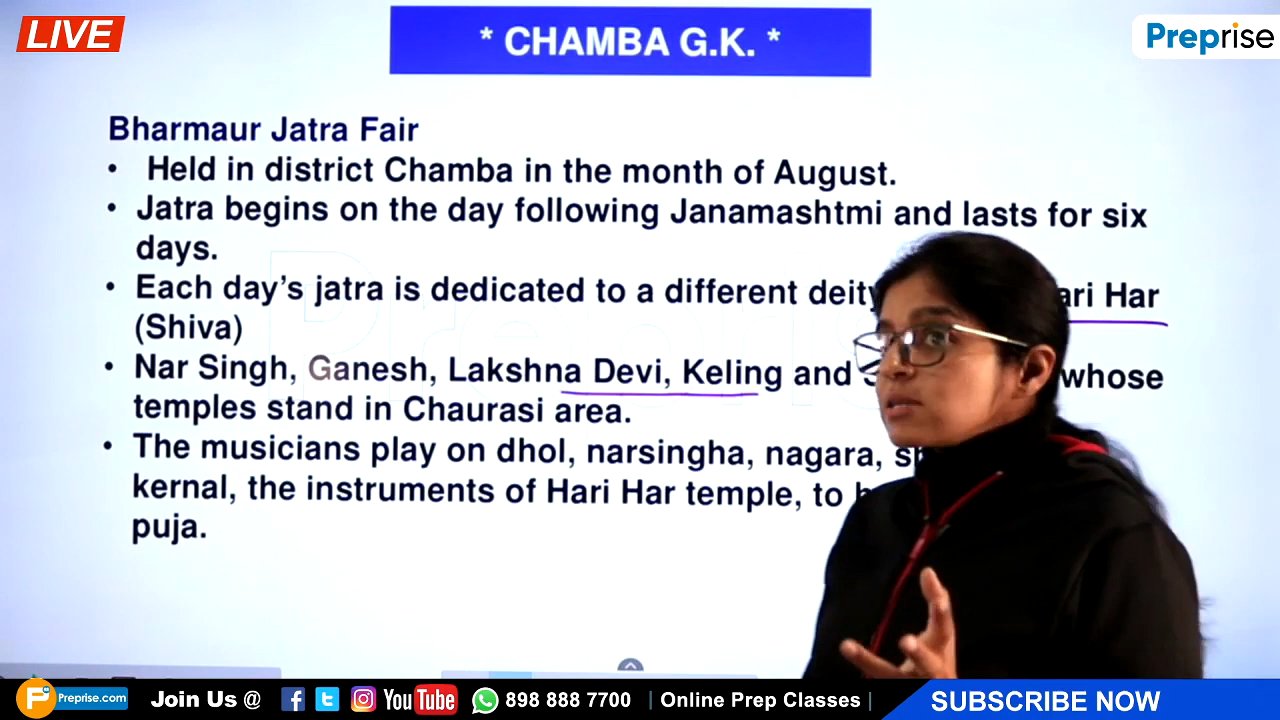 LIVE
* CHAMBA G.K. *
Preprise
Bharmaur Jatra Fair
• Held in district Chamba in the month of August.
• Jatra begins on the day following Janamashtmi and lasts for six
days.
• Each day's jatra is dedicated to a different deity ari Har
(Shiva)
• Nar Singh, Ganesh, Lakshna Devi, Keling and whose
temples stand in Chaurasi area.
• The musicians play on dhol, narsingha, nagara,
kernal, the instruments of Hari Har temple, to
puja.
Preprise.com Join Us @ YouTube 898 888 7700 | Online Prep Classes | SUBSCRIBE NOW